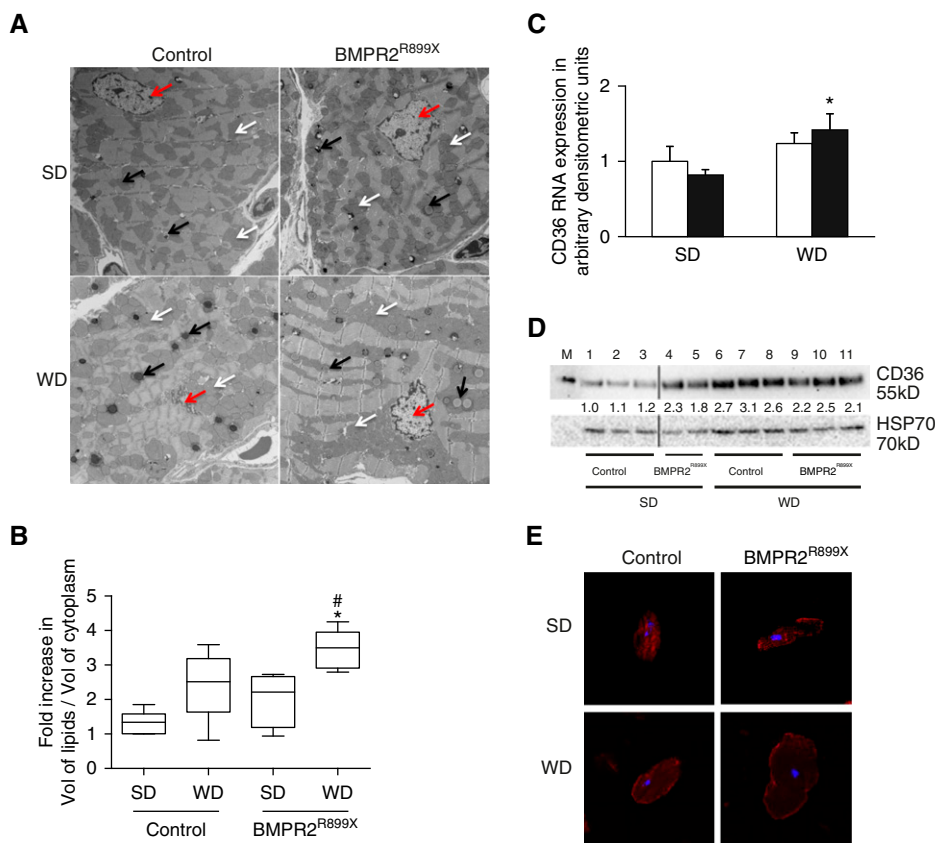 A
Control
BMPR2R899X
SD
WD
B
Fold increase in
Vol of lipids / Vol of cytoplasm
5
4
3
2
1
0
#
*
SD
WD
SD
WD
Control
BMPR2R899X
C
CD36 RNA expression in
arbitrary densitometric units
2
1
0
*
SD
WD
D
M 1 2 3 4 5 6 7 8 9 10 11
CD36
55kD
1.0 1.1 1.2 2.3 1.8 2.7 3.1 2.6 2.2 2.5 2.1
HSP70
70kD
Control BMPR2R899X Control BMPR2R899X
SD WD
E
Control
BMPR2R899X
SD
WD